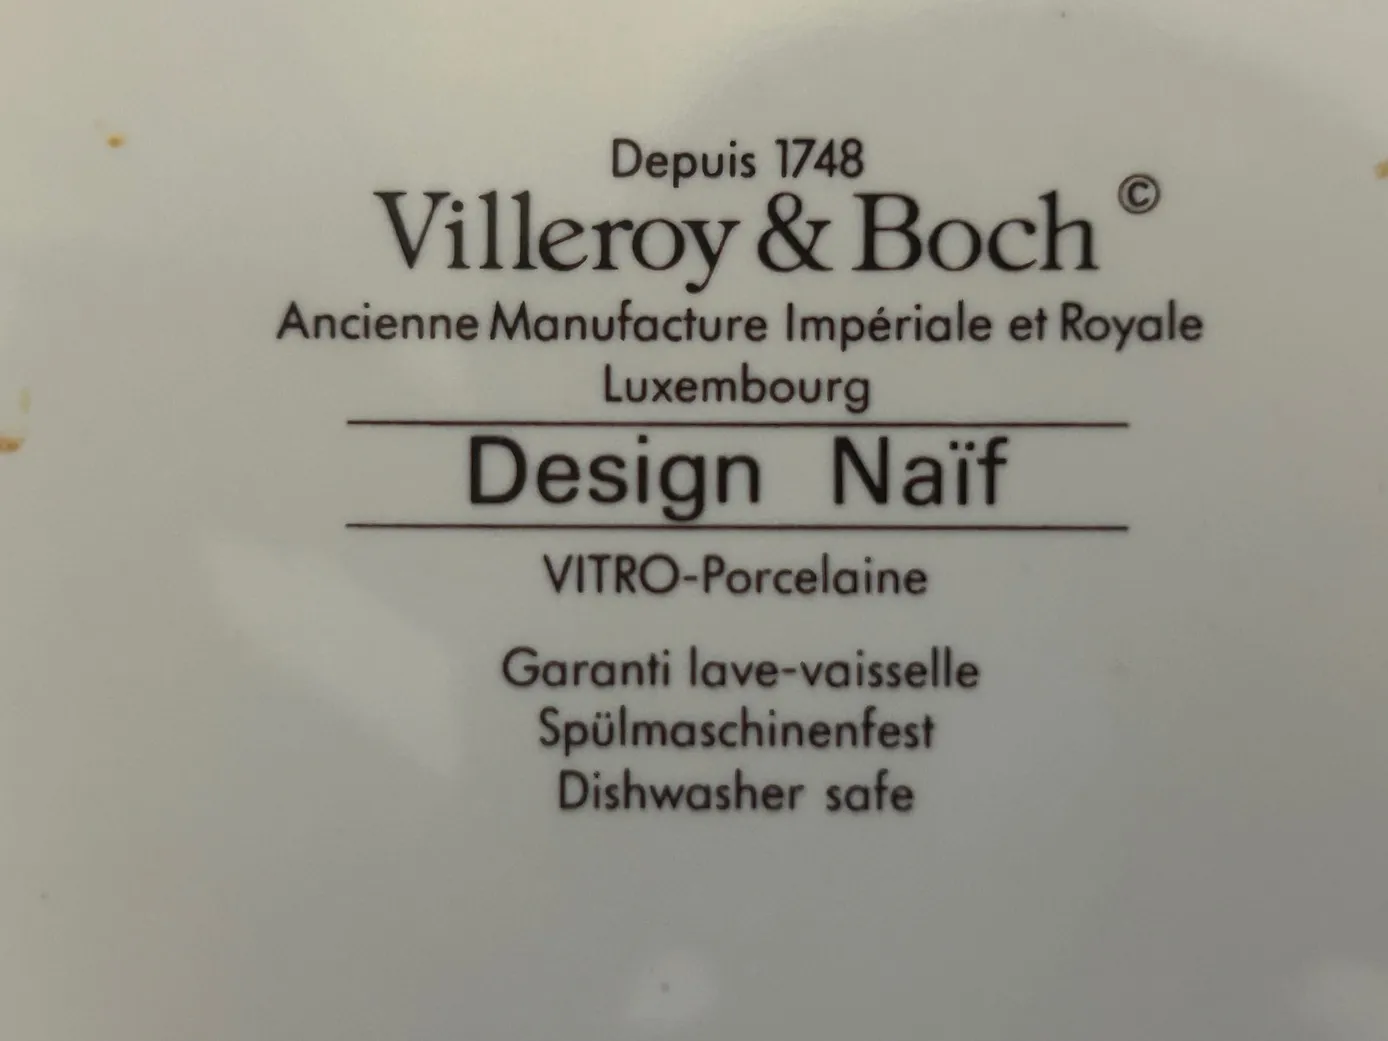 Depuis 1748
Villeroy & Boch ©
Ancienne Manufacture Impériale et Royale
Luxembourg
Design Naïf
VITRO-Porcelaine
Garanti lave-vaisselle
Spülmaschinenfest
Dishwasher safe